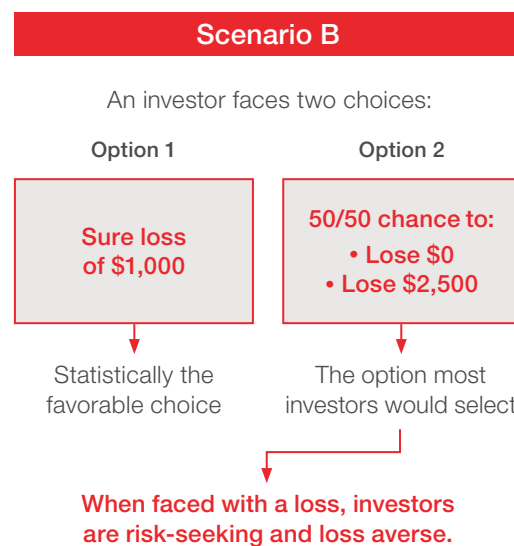 Scenario B
An investor faces two choices:
Option 1
Option 2
Sure loss
of $1,000
50/50 chance to:
• Lose $0
• Lose $2,500
Statistically the
favorable choice
The option most
investors would select
When faced with a loss, investors
are risk-seeking and loss averse.